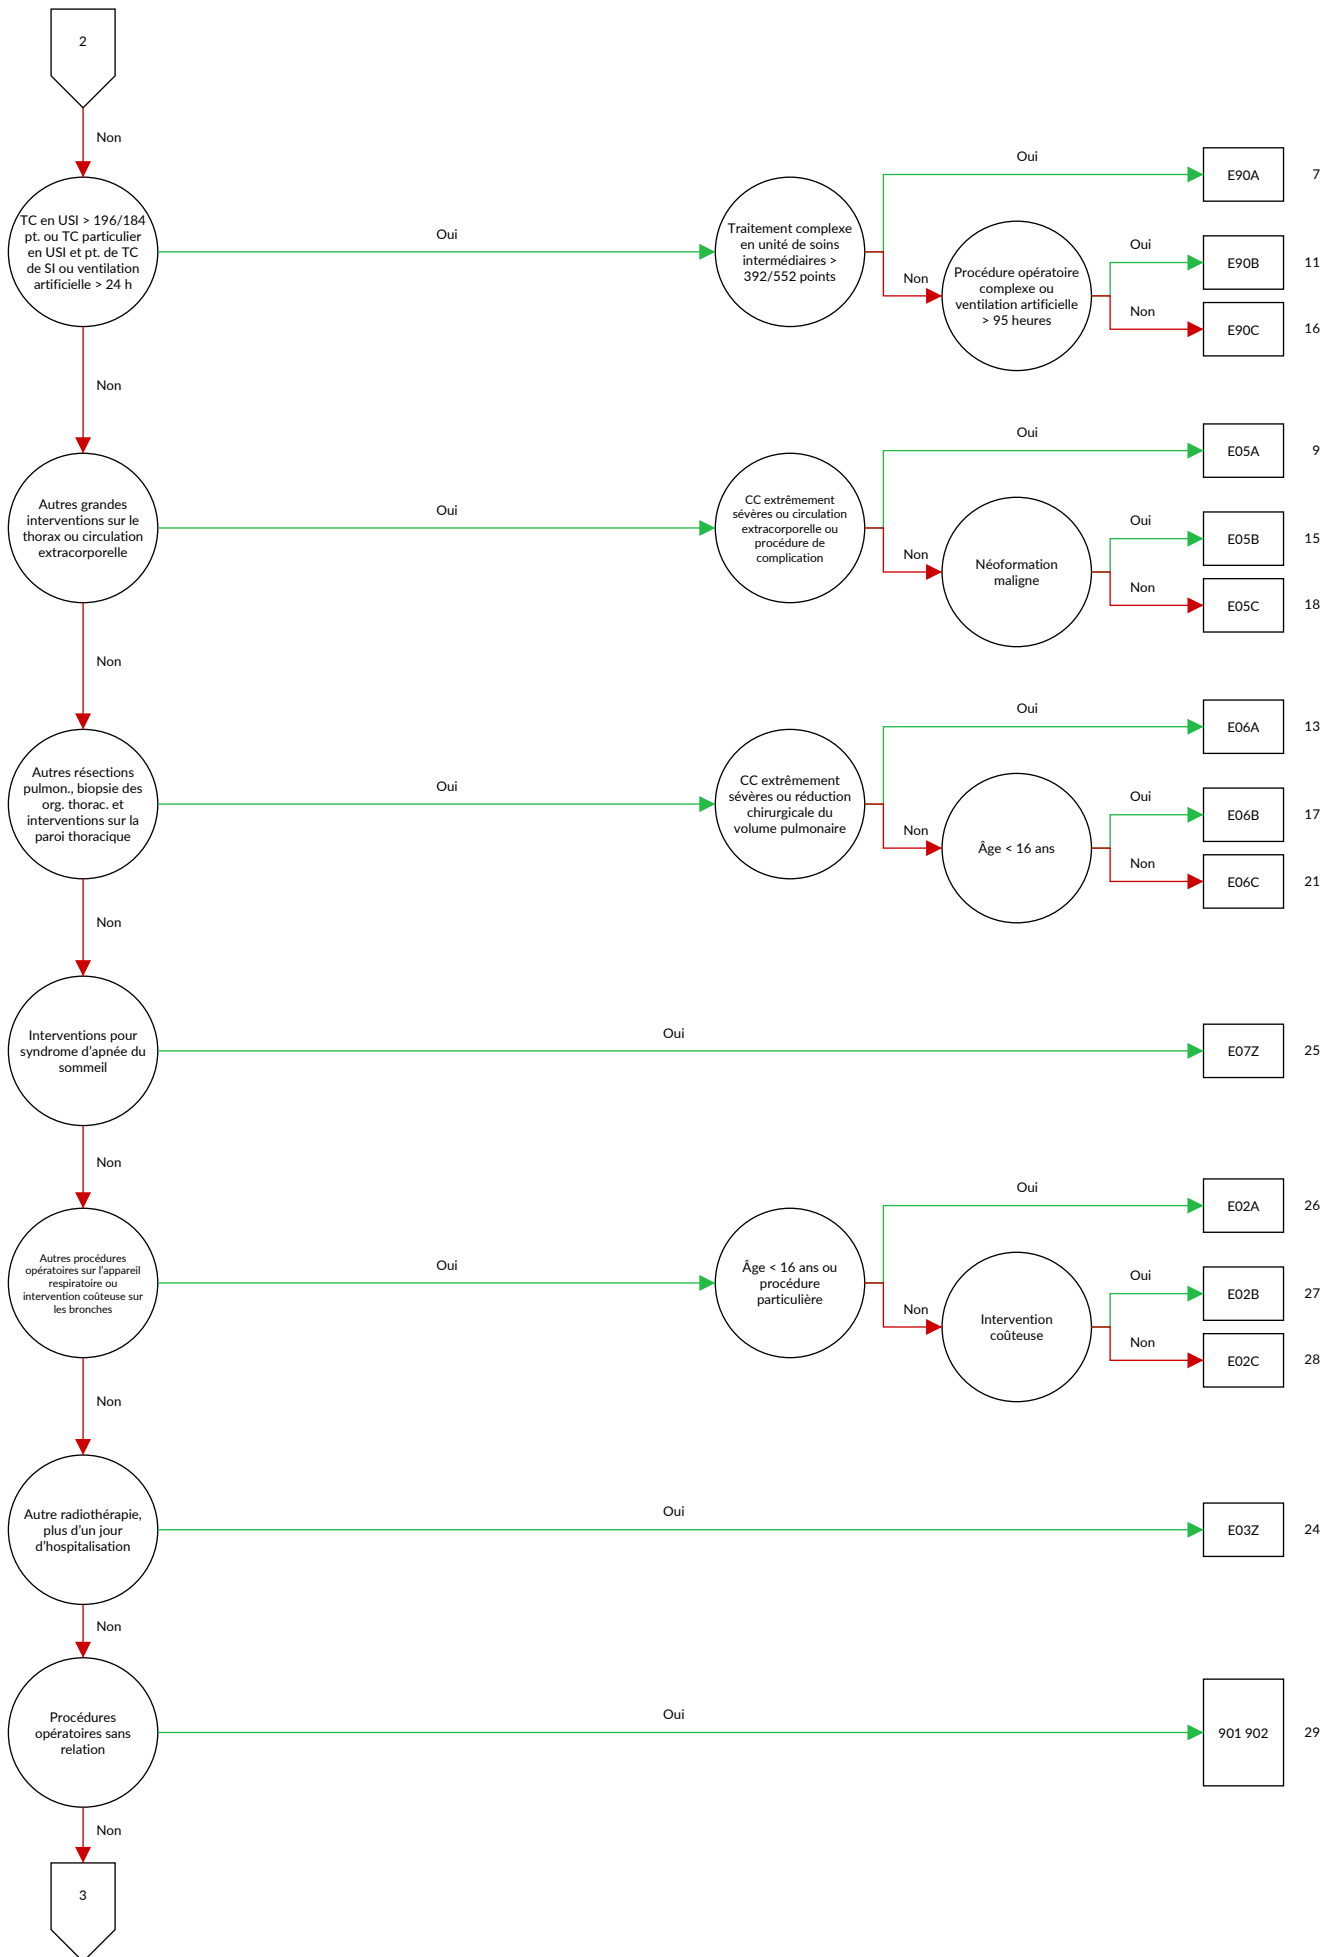 2
Non
TC en USI > 196/184
pt. ou TC particulier
en USI et pt. de TC
de SI ou ventilation
artificielle > 24 h
Oui
Traitement complexe
en unité de soins
intermédiaires >
392/552 points
Oui
E90A
7
Non
Procédure opératoire
complexe ou
ventilation artificielle
> 95 heures
Oui
E90B
11
Non
E90C
16
Non
Autres grandes
interventions sur le
thorax ou circulation
extracorporelle
Oui
CC extrêmement
sévères ou circulation
extracorporelle ou
procédure de
complication
Oui
E05A
9
Non
Néoformation
maligne
Oui
E05B
15
Non
E05C
18
Non
Autres résections
pulmon., biopsie des
org. thorac. et
interventions sur la
paroi thoracique
Oui
CC extrêmement
sévères ou réduction
chirurgicale du
volume pulmonaire
Oui
E06A
13
Non
Âge < 16 ans
Oui
E06B
17
Non
E06C
21
Non
Interventions pour
syndrome d'apnée du
sommeil
Oui
E07Z
25
Non
Autres procédures
opératoires sur l'appareil
respiratoire ou
intervention coûteuse sur
les bronches
Oui
Âge < 16 ans ou
procédure
particulière
Oui
E02A
26
Non
Intervention
coûteuse
Oui
E02B
27
Non
E02C
28
Non
Autre radiothérapie,
plus d'un jour
d'hospitalisation
Oui
E03Z
24
Non
Procédures
opératoires sans
relation
Oui
901 902
29
Non
3